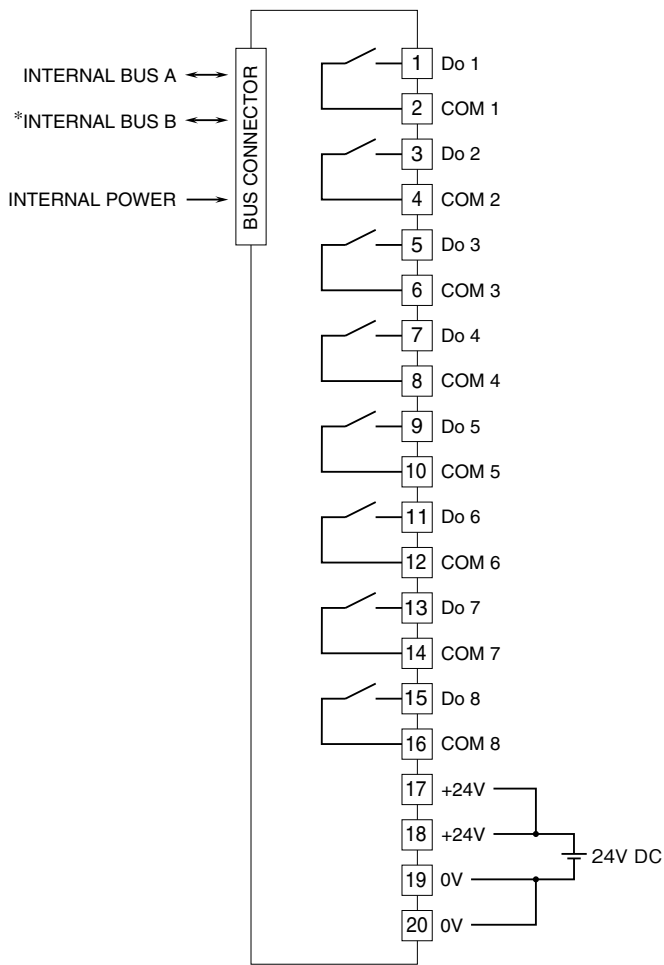 INTERNAL BUS A
*INTERNAL BUS B
INTERNAL POWER
BUS CONNECTOR
1 Do 1
2 COM 1
3 Do 2
4 COM 2
5 Do 3
6 COM 3
7 Do 4
8 COM 4
9 Do 5
10 COM 5
11 Do 6
12 COM 6
13 Do 7
14 COM 7
15 Do 8
16 COM 8
17 +24V
18 +24V
24V DC
19 0V
20 0V